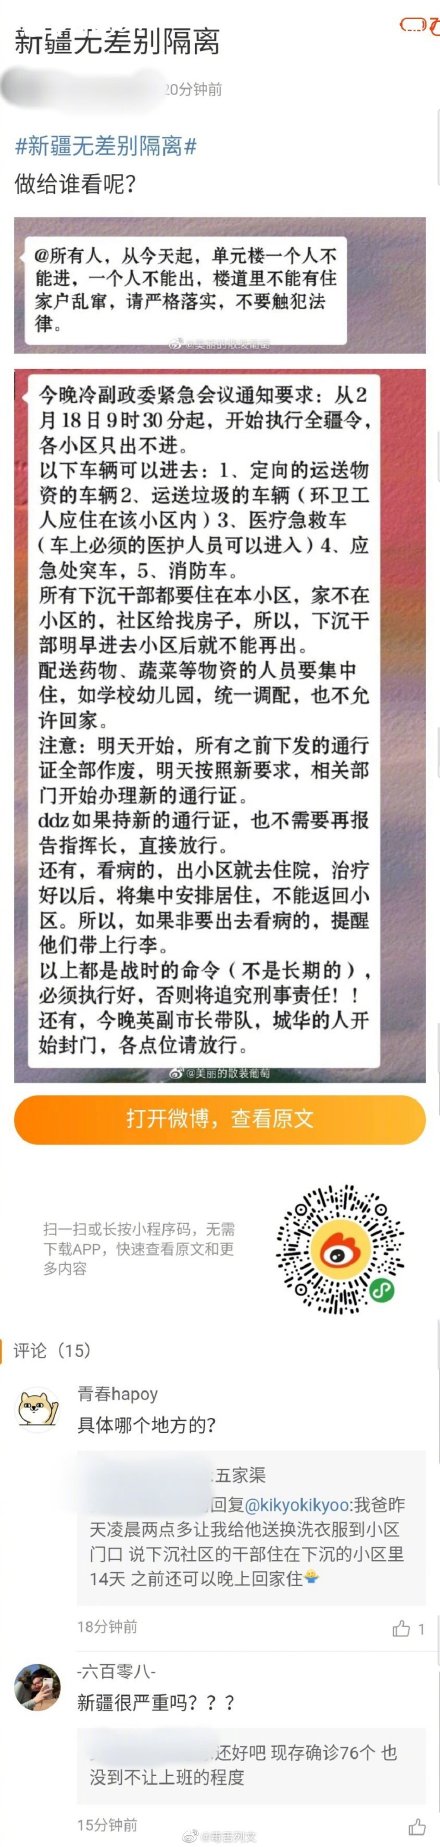 新疆无差别隔离
20分钟前
#新疆无差别隔离#
做给谁看呢？
@所有人，从今天起，单元楼一个人不
能进，一个人不能出，楼道里不能有住
家户乱窜，请严格落实，不要触犯法
律。
@美丽的散装葡萄
今晚冷副政委紧急会议通知要求：从2
月18日9时30分起，开始执行全疆令，
各小区只出不进。
以下车辆可以进去：1、定向的运送物
资的车辆2、运送垃圾的车辆（环卫工
人应住在该小区内）3、医疗急救车
（车上必须的医护人员可以进入）4、应
急处突车，5、消防车。
所有下沉干部都要住在本小区，家不在
小区的，社区给找房子，所以，下沉干
部明早进去小区后就不能再出。
配送药物、蔬菜等物资的人员要集中
住，如学校幼儿园，统一调配，也不允
许回家。
注意：明天开始，所有之前下发的通行
证全部作废，明天按照新要求，相关部
门开始办理新的通行证。
ddz如果持新的通行证，也不需要再报
告指挥长，直接放行。
还有，看病的，出小区就去住院，治疗
好以后，将集中安排居住，不能返回小
区。所以，如果非要出去看病的，提醒
他们带上行李。
以上都是战时的命令（不是长期的），
必须执行好，否则将追究刑事责任！！
还有，今晚英副市长带队，城华的人开
始封门，各点位请放行。
@美丽的散装葡萄
打开微博，查看原文
扫一扫或长按小程序码，无需
下载APP，快速查看原文和更
多内容
评论（15）
青春hapoy
具体哪个地方的？
:五家渠
回复@kikyokikyoo:我爸昨
天凌晨两点多让我给他送换洗衣服到小区
门口 说下沉社区的干部住在下沉的小区里
14天 之前还可以晚上回家住
18分钟前
1
-六百零八-
新疆很严重吗？？？
还好吧 现存确诊76个 也
没到不让上班的程度
15分钟前